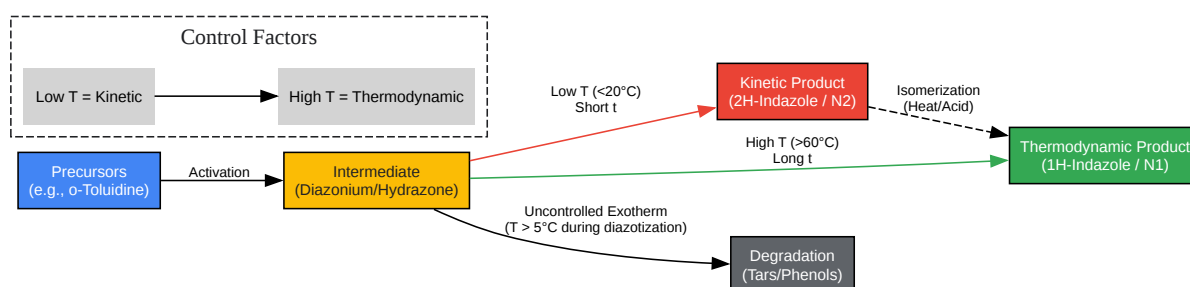 Control Factors
Low T = Kinetic
High T = Thermodynamic
Precursors
(e.g., o-Toluidine)
Activation
Intermediate
(Diazonium/Hydrazone)
Low T (<20°C)
Short t
Kinetic Product
(2H-Indazole / N2)
Isomerization
(Heat/Acid)
High T (>60°C)
Long t
Thermodynamic Product
(1H-Indazole / N1)
Uncontrolled Exotherm
(T > 5°C during diazotization)
Degradation
(Tars/Phenols)